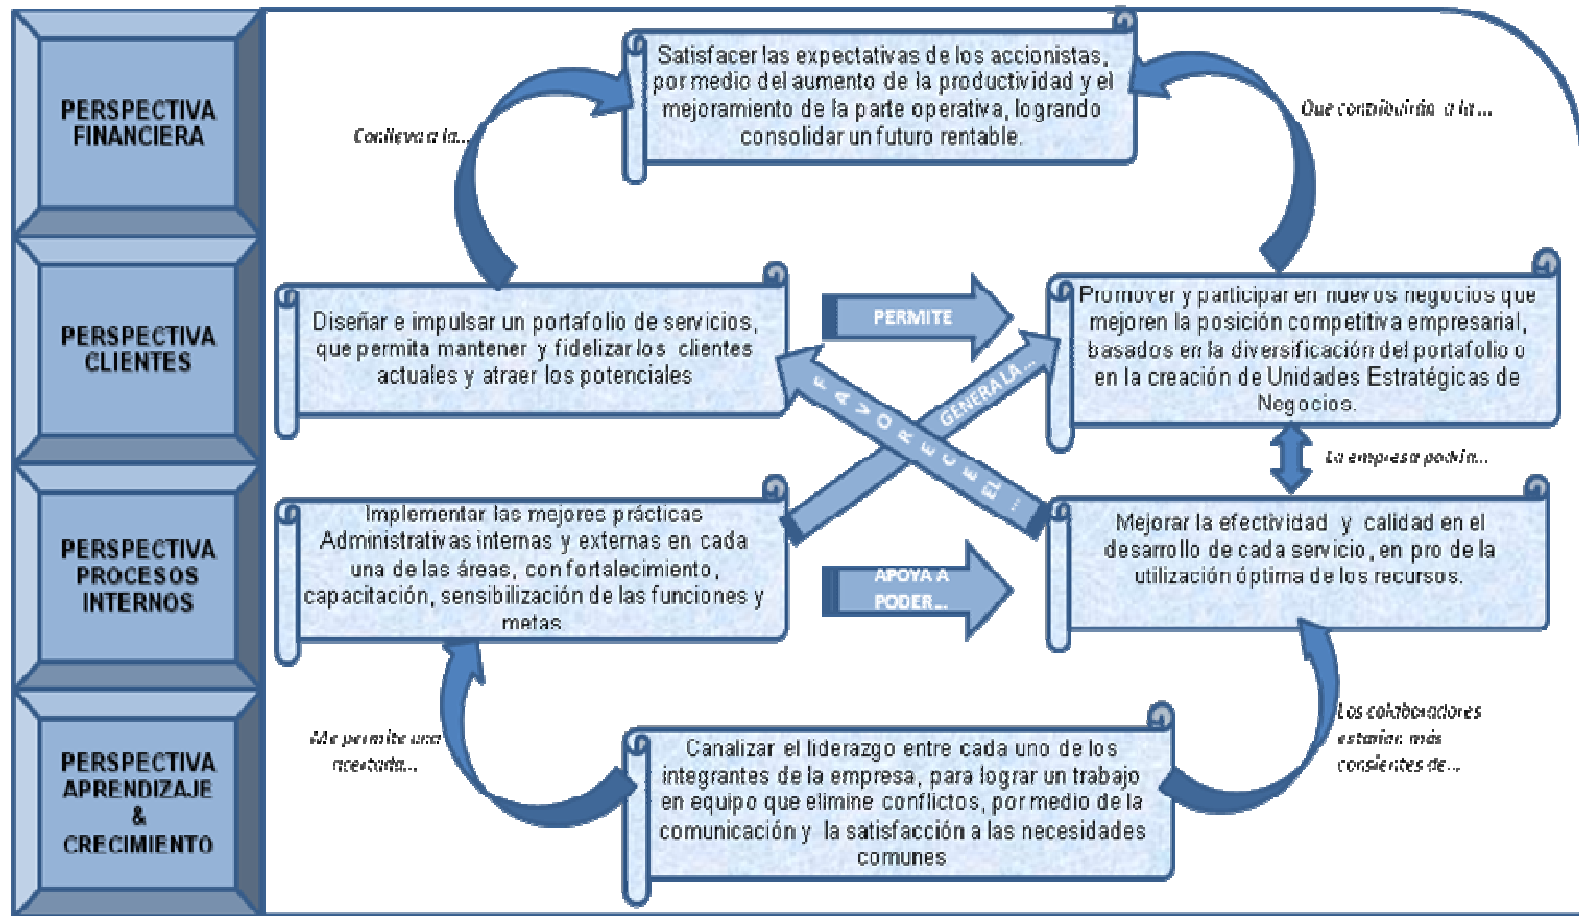 PERSPECTIVA
FINANCIERA
Satisfacer las expectativas de los accionistas,
por medio del aumento de la productividad y el
mejoramiento de la parte operativa, logrando
consolidar un futuro rentable.
Conlleva a la...
Que contribuirán a la...
PERSPECTIVA
CLIENTES
Diseñar e impulsar un portafolio de servicios,
que permita mantener y fidelizar los clientes
actuales y atraer los potenciales
PERMITE
Promover y participar en nuevos negocios que
mejoren la posición competitiva empresarial,
basados en la diversificación del portafolio o
en la creación de Unidades Estratégicas de
Negocios.
GENERA LA...
FAVORECE EL ...
La empresa podría...
PERSPECTIVA
PROCESOS
INTERNOS
Implementar las mejores prácticas
Administrativas internas y externas en cada
una de las áreas, con fortalecimiento,
capacitación, sensibilización de las funciones y
metas
APOYA A
PODER...
Mejorar la efectividad y calidad en el
desarrollo de cada servicio, en pro de la
utilización óptima de los recursos.
PERSPECTIVA
APRENDIZAJE
&
CRECIMIENTO
Me permite una
acertada...
Canalizar el liderazgo entre cada uno de los
integrantes de la empresa, para lograr un trabajo
en equipo que elimine conflictos, por medio de la
comunicación y la satisfacción a las necesidades
comunes
Los colaboradores
estarían más
consientes de...